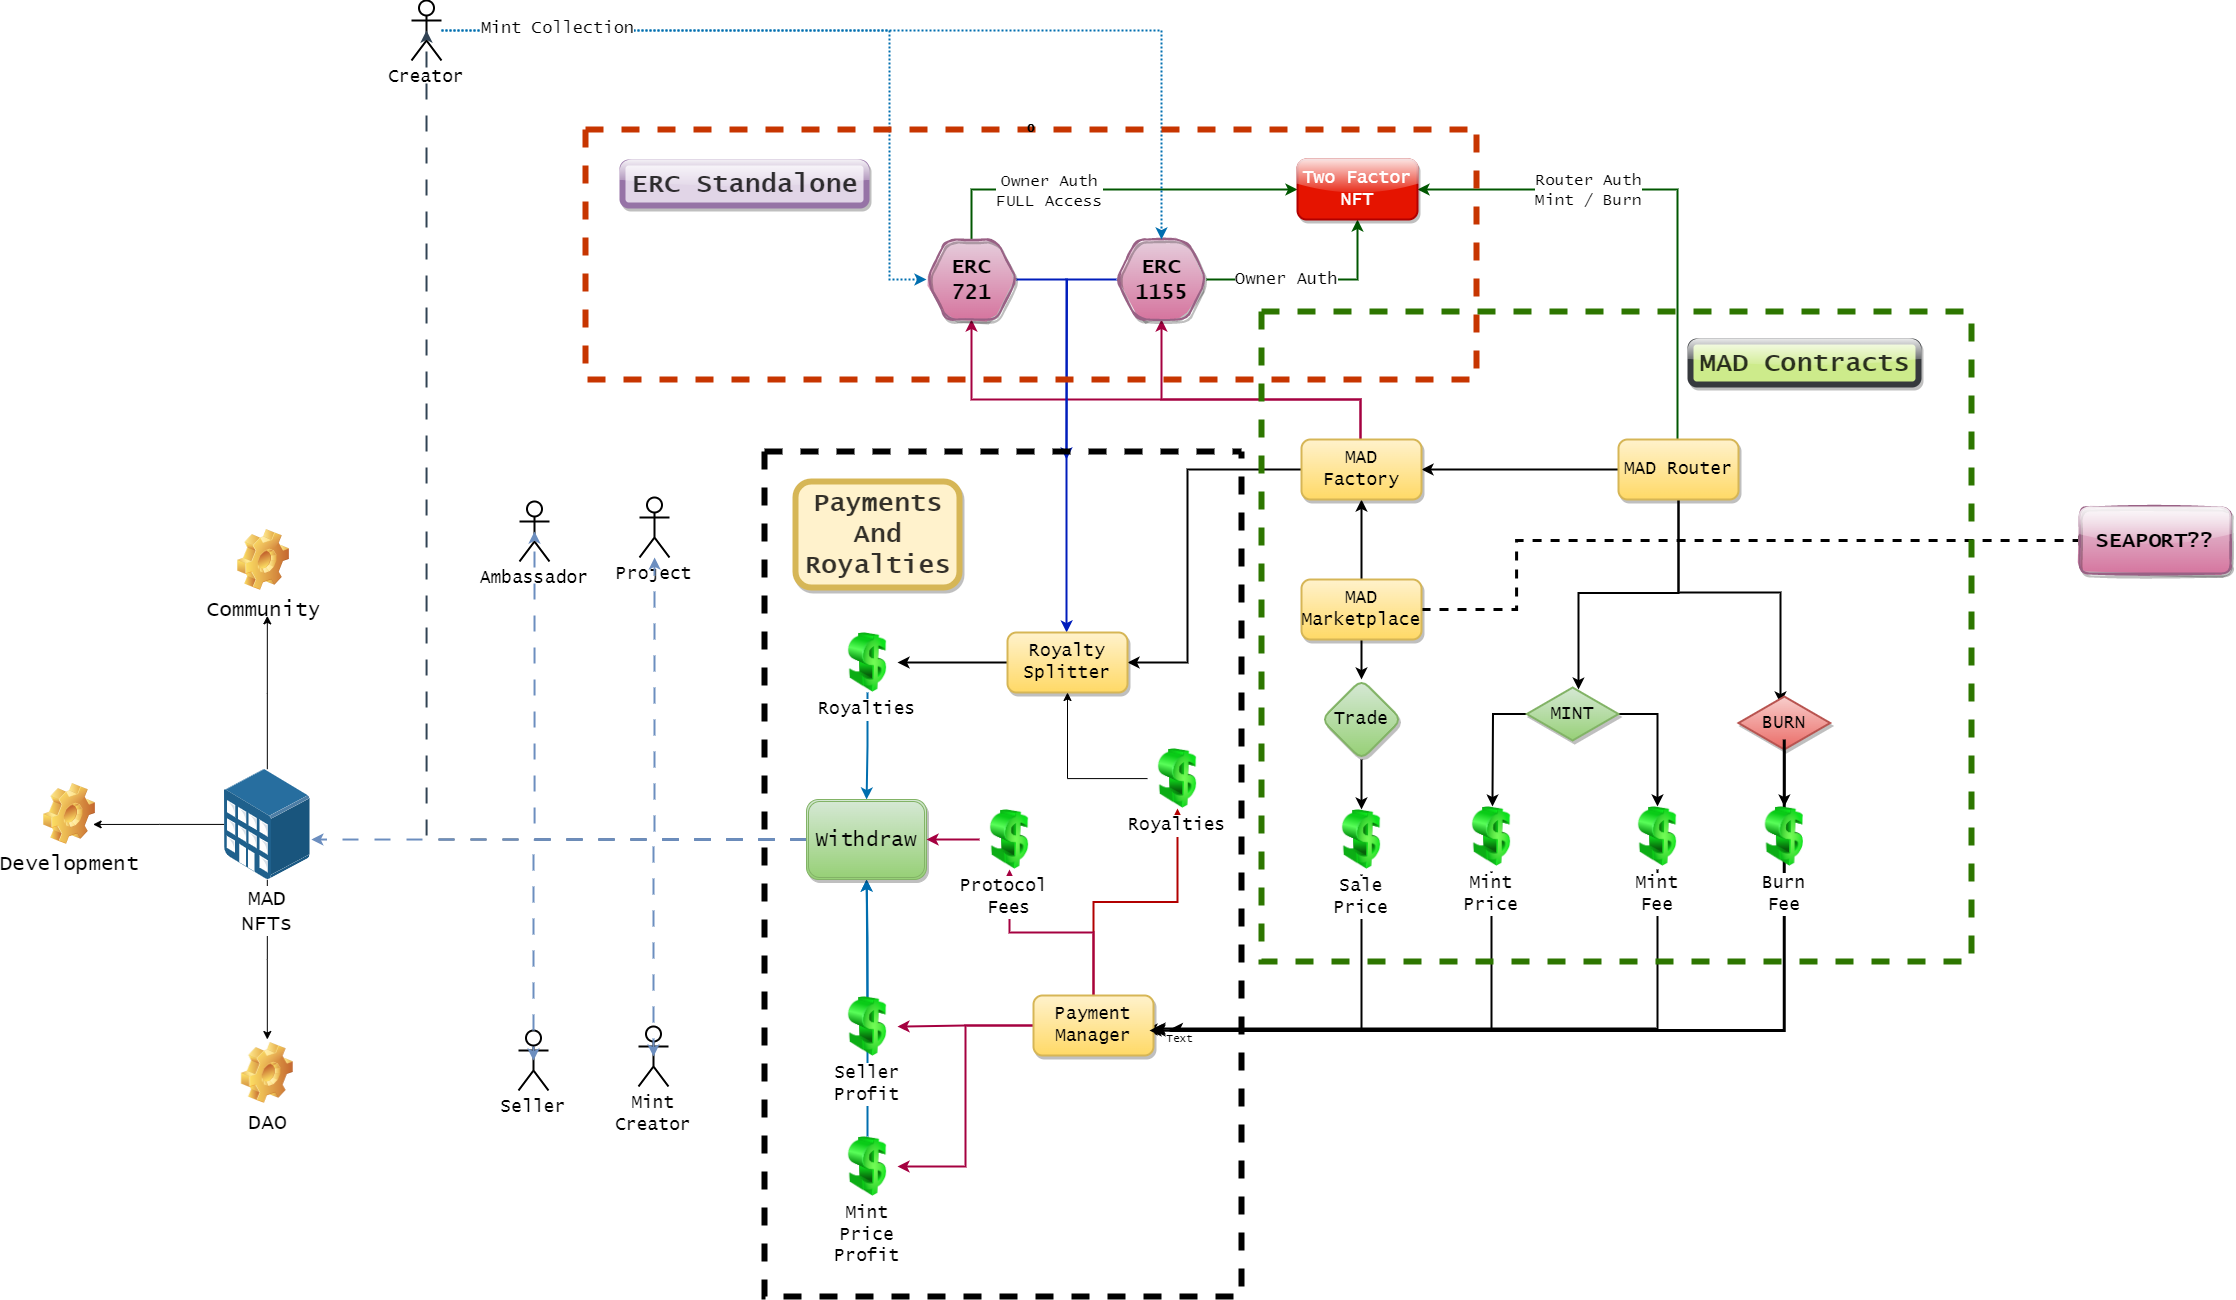 Mint Collection
Creator
o
ERC Standalone
Owner Auth
FULL Access
Two Factor
NFT
Router Auth
Mint / Burn
ERC
721
ERC
1155
Owner Auth
MAD Contracts
MAD
Factory
MAD Router
Payments
And
Royalties
SEAPORT??
Ambassador
Project
Community
MAD
Marketplace
Royalty
Splitter
Royalties
Trade
MINT
BURN
Royalties
Withdraw
Development
Protocol
Fees
Sale
Price
Mint
Price
Mint
Fee
Burn
Fee
MAD
NFTs
Payment
Manager
Text
Seller
Profit
Seller
Mint
Creator
DAO
Mint
Price
Profit